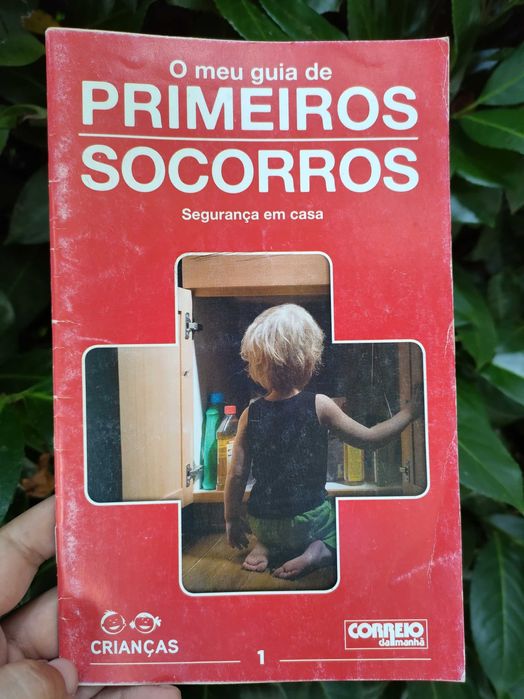 O meu guia de
PRIMEIROS
SOCORROS
Segurança em casa
CRIANÇAS
CORREIO
da manhã
1